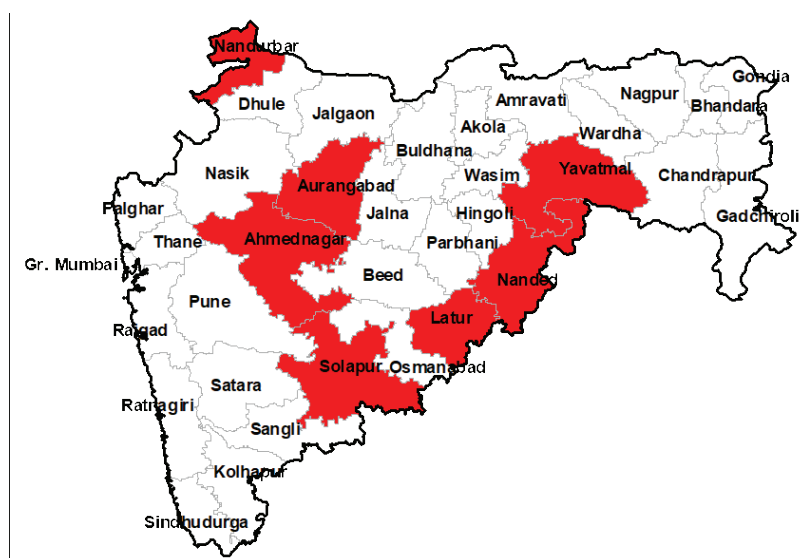 Nandurbar
Dhule
Jalgaon
Amravati
Nagpur
Gondia
Bhandara
Akola
Wardha
Buldhana
Nasik
Aurangabad
Wasim
Yavatmal
Chandrapur
Palghar
Jalna
Hingoli
Gadchiroli
Thane
Ahmednagar
Parbhani
Gr. Mumbai
Beed
Nanded
Pune
Latur
Raigad
Solapur
Osmanabad
Satara
Ratnagiri
Sangli
Kolhapur
Sindhudurga